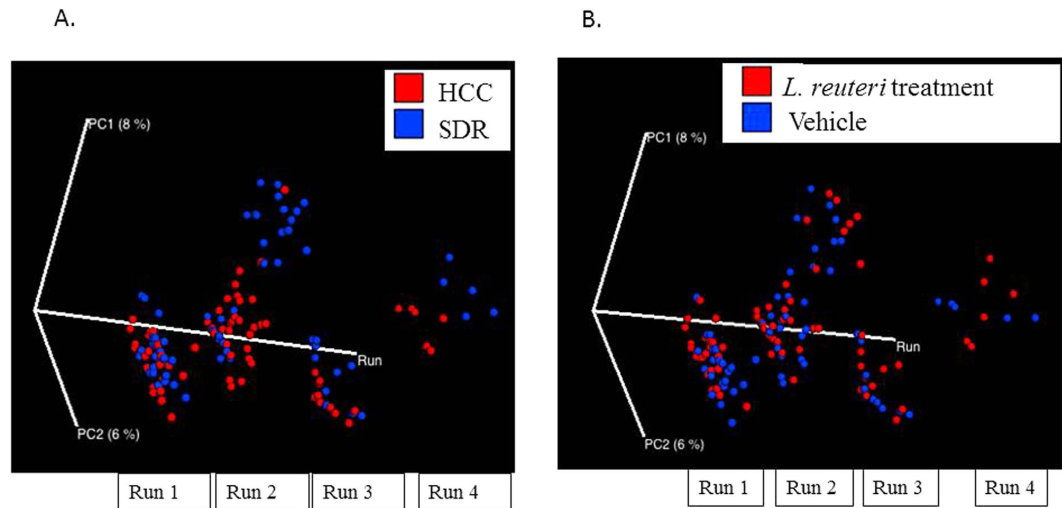 A.
HCC
SDR
PC1 (8 %)
Run
PC2 (6 %)
Run 1
Run 2
Run 3
Run 4
B.
L. reuteri treatment
Vehicle
PC1 (8 %)
Run
PC2 (6 %)
Run 1
Run 2
Run 3
Run 4